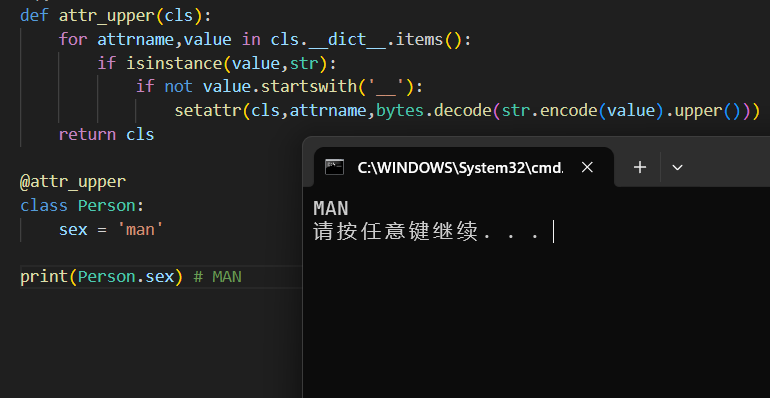 def attr_upper(cls):
    for attrname,value in cls.__dict__.items():
        if isinstance(value,str):
            if not value.startswith('__'):
                setattr(cls,attrname,bytes.decode(str.encode(value).upper()))
    return cls
@attr_upper
class Person:
    sex = 'man'
print(Person.sex) # MAN
C:\WINDOWS\System32\cmd.
MAN
请按任意键继续. . .